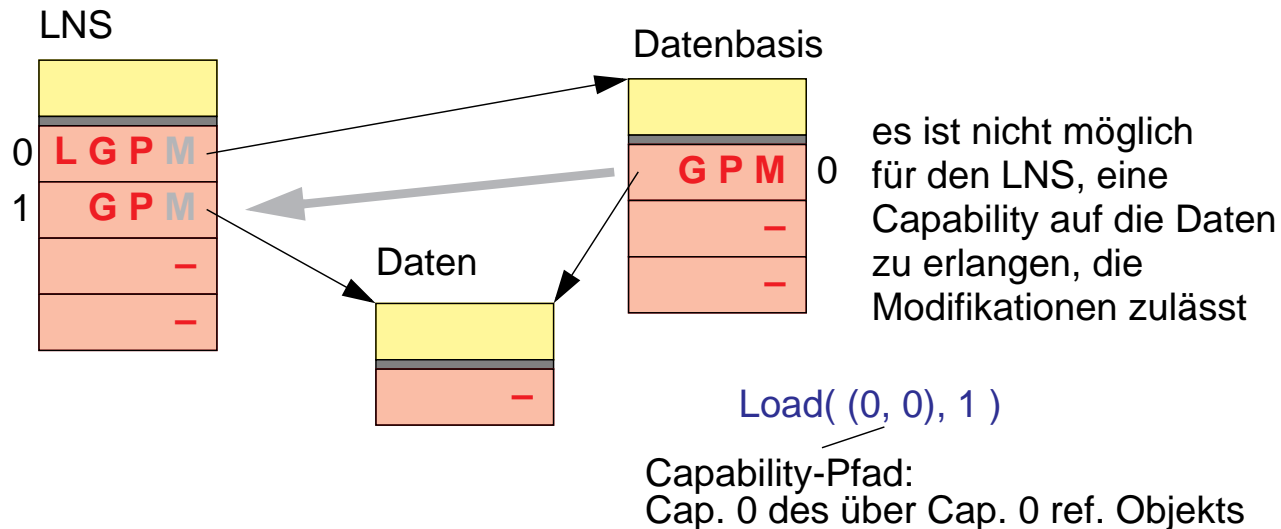 LNS
Datenbasis
0 L G P M
1 G P M
–
–
G P M 0
–
–
es ist nicht möglich
für den LNS, eine
Capability auf die Daten
zu erlangen, die
Modifikationen zulässt
Daten
–
Load( (0, 0), 1 )
Capability-Pfad:
Cap. 0 des über Cap. 0 ref. Objekts